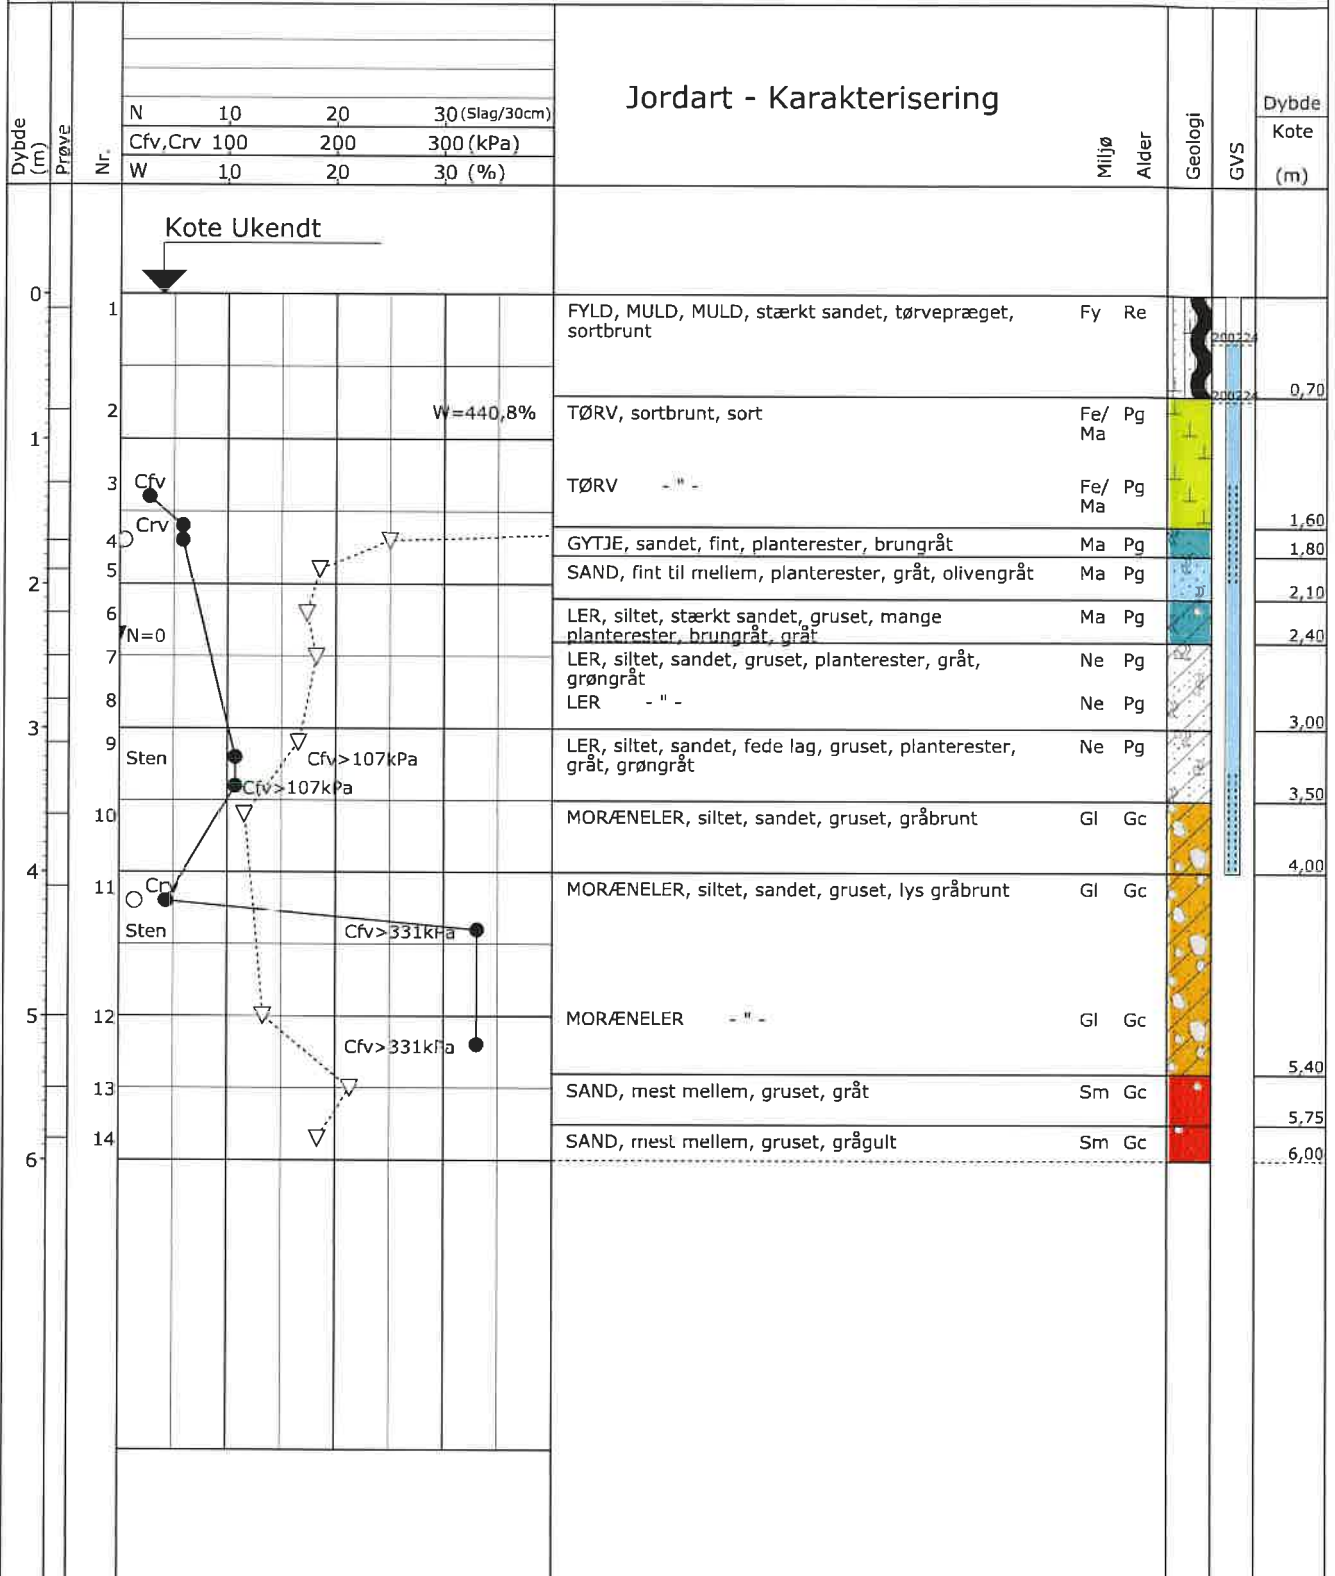 Dybde (m)
Prøve
Nr.
N 10 20 30 (Slag/30cm)
Cfv,Crv 100 200 300 (kPa)
W 10 20 30 (%)
Jordart - Karakterisering
Miljø
Alder
Geologi
GVS
Dybde
Kote
(m)
Kote Ukendt
0
1 FYLD, MULD, MULD, stærkt sandet, tørvepræget, Fy Re
sortbrunt
200224
0,70
200224
2 W=440,8% TØRV, sortbrunt, sort Fe/ Pg
Ma
1
3 Cfv TØRV - " - Fe/ Pg
Ma
Crv
1,60
4 GYTJE, sandet, fint, planterester, brungråt Ma Pg
1,80
5 SAND, fint til mellem, planterester, gråt, olivengråt Ma Pg
2
2,10
6 LER, siltet, stærkt sandet, gruset, mange Ma Pg
N=0 planterester, brungråt, gråt
2,40
7 LER, siltet, sandet, gruset, planterester, gråt, Ne Pg
grøngråt
8 LER - " - Ne Pg
3
3,00
9 LER, siltet, sandet, fede lag, gruset, planterester, Ne Pg
Sten Cfv>107kPa gråt, grøngråt
Cfv>107kPa
3,50
10 MORÆNELER, siltet, sandet, gruset, gråbrunt Gl Gc
4
4,00
11 Crv MORÆNELER, siltet, sandet, gruset, lys gråbrunt Gl Gc
Sten Cfv>331kPa
5
12 MORÆNELER - " - Gl Gc
Cfv>331kPa
5,40
13 SAND, mest mellem, gruset, gråt Sm Gc
5,75
14 SAND, mest mellem, gruset, grågult Sm Gc
6
6,00